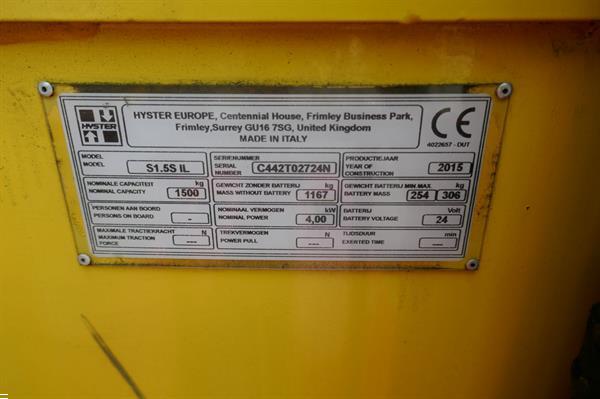 HYSTER
HYSTER EUROPE, Centennial House, Frimley Business Park,
Frimley,Surrey GU16 7SG, United Kingdom
MADE IN ITALY
CE
4022657 - DUT
MODEL
MODEL S1.5S IL
SERIENUMMER
SERIAL NUMBER C442T02724N
PRODUCTIEJAAR
YEAR OF CONSTRUCTION 2015
NOMINALE CAPACITEIT kg
NOMINAL CAPACITY 1500
GEWICHT ZONDER BATTERIJ kg
MASS WITHOUT BATTERY 1167
GEWICHT BATTERIJ MIN.MAX. kg
BATTERY MASS 254 306
PERSONEN AAN BOORD
PERSONS ON BOARD -
NOMINAAL VERMOGEN kW
NOMINAL POWER 4,00
BATTERIJ Volt
BATTERY VOLTAGE 24
MAXIMALE TRACTIEKRACHT N
MAXIMUM TRACTION FORCE ---
TREKVERMOGEN N
POWER PULL ---
TIJDSDUUR min
EXERTED TIME ---